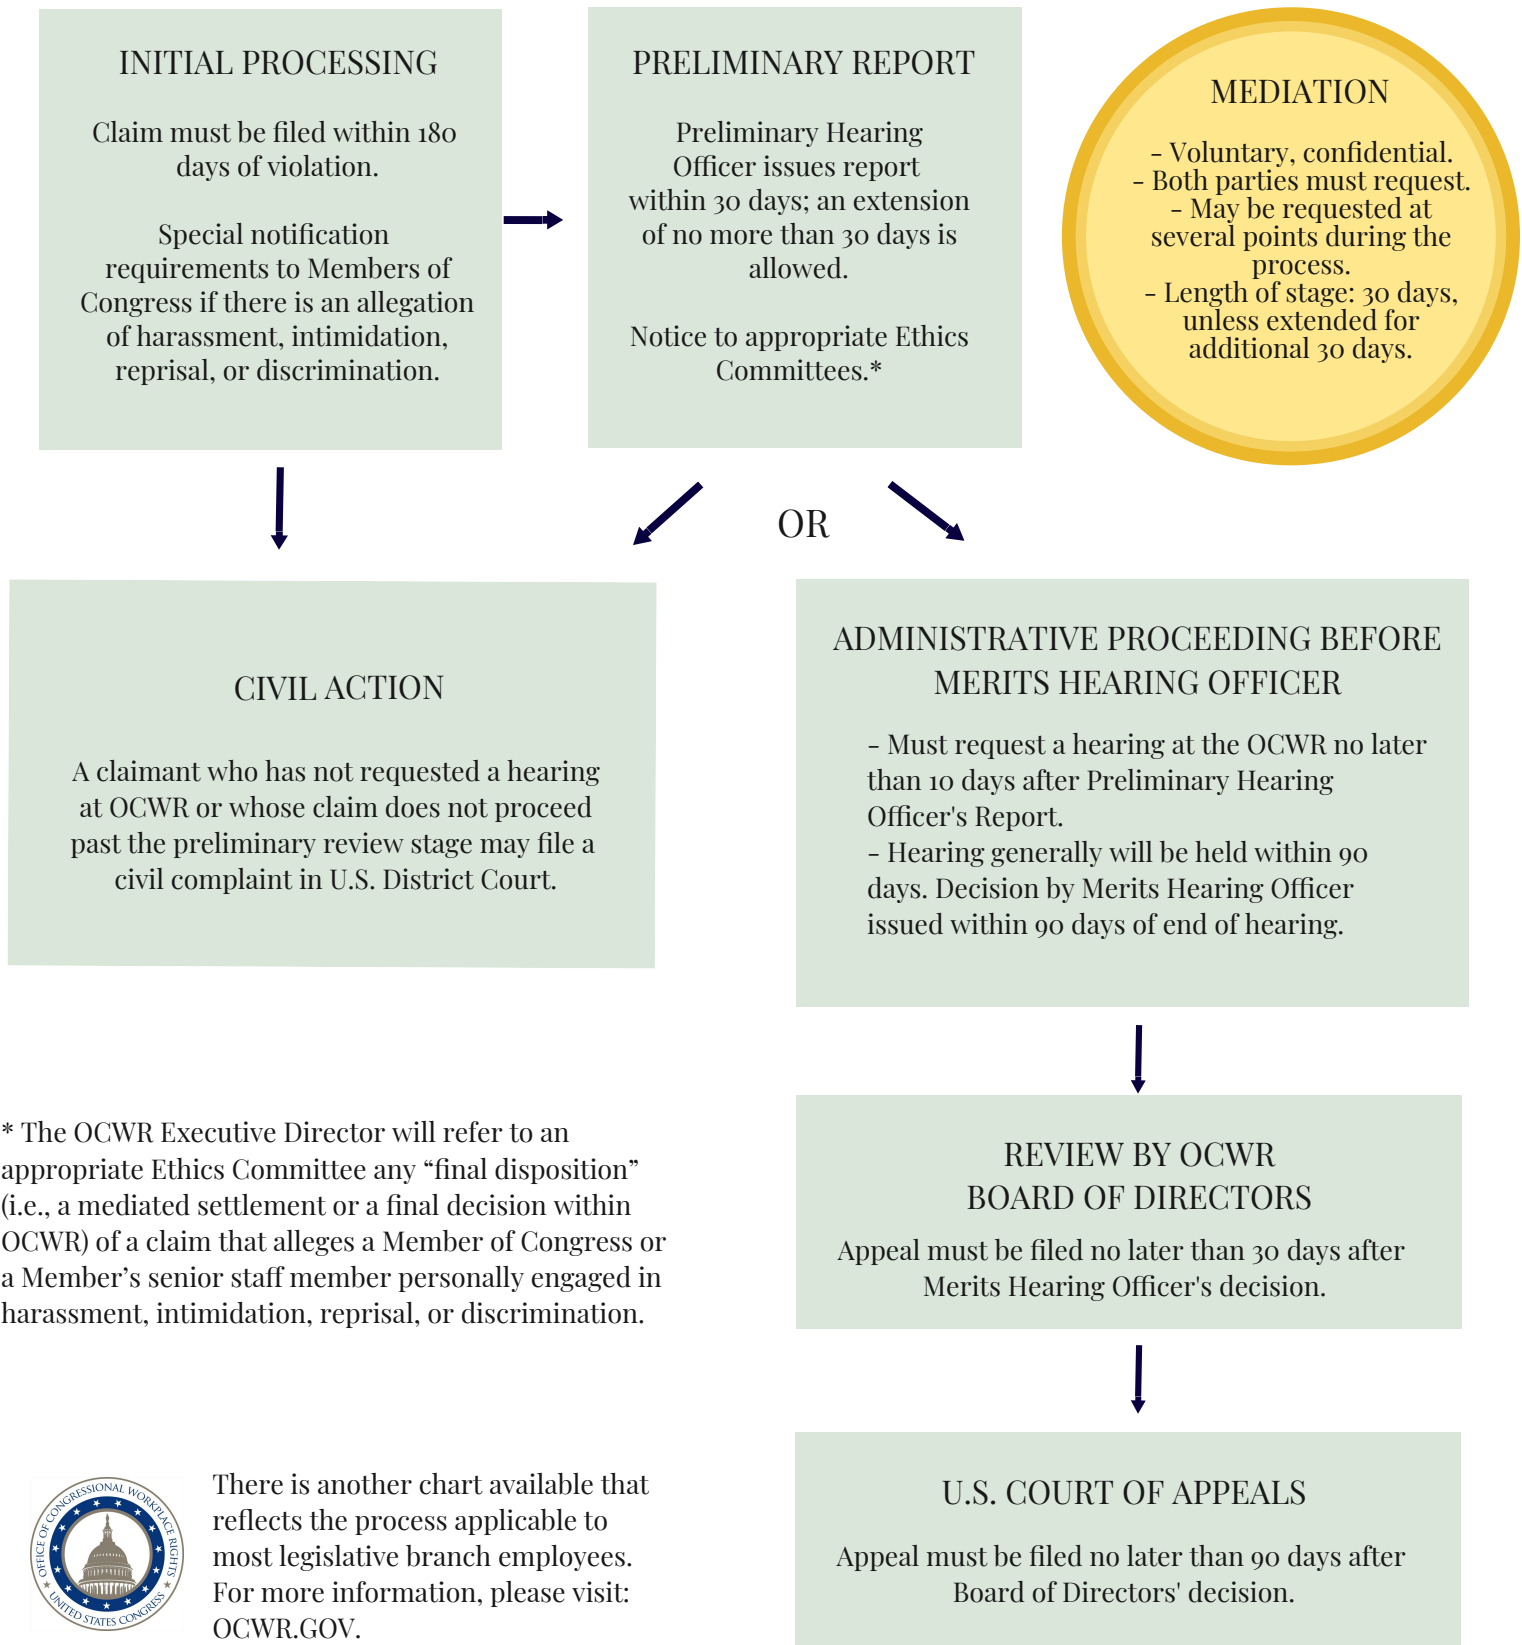 INITIAL PROCESSING
Claim must be filed within 180
days of violation.
Special notification
requirements to Members of
Congress if there is an allegation
of harassment, intimidation,
reprisal, or discrimination.
PRELIMINARY REPORT
Preliminary Hearing
Officer issues report
within 30 days; an extension
of no more than 30 days is
allowed.
Notice to appropriate Ethics
Committees.*
MEDIATION
- Voluntary, confidential.
- Both parties must request.
- May be requested at
several points during the
process.
- Length of stage: 30 days,
unless extended for
additional 30 days.
OR
CIVIL ACTION
A claimant who has not requested a hearing
at OCWR or whose claim does not proceed
past the preliminary review stage may file a
civil complaint in U.S. District Court.
ADMINISTRATIVE PROCEEDING BEFORE
MERITS HEARING OFFICER
- Must request a hearing at the OCWR no later
than 10 days after Preliminary Hearing
Officer's Report.
- Hearing generally will be held within 90
days. Decision by Merits Hearing Officer
issued within 90 days of end of hearing.
REVIEW BY OCWR
BOARD OF DIRECTORS
Appeal must be filed no later than 30 days after
Merits Hearing Officer's decision.
U.S. COURT OF APPEALS
Appeal must be filed no later than 90 days after
Board of Directors' decision.
* The OCWR Executive Director will refer to an
appropriate Ethics Committee any “final disposition”
(i.e., a mediated settlement or a final decision within
OCWR) of a claim that alleges a Member of Congress or
a Member’s senior staff member personally engaged in
harassment, intimidation, reprisal, or discrimination.
OFFICE OF CONGRESSIONAL WORKPLACE RIGHTS
UNITED STATES CONGRESS
There is another chart available that
reflects the process applicable to
most legislative branch employees.
For more information, please visit:
OCWR.GOV.